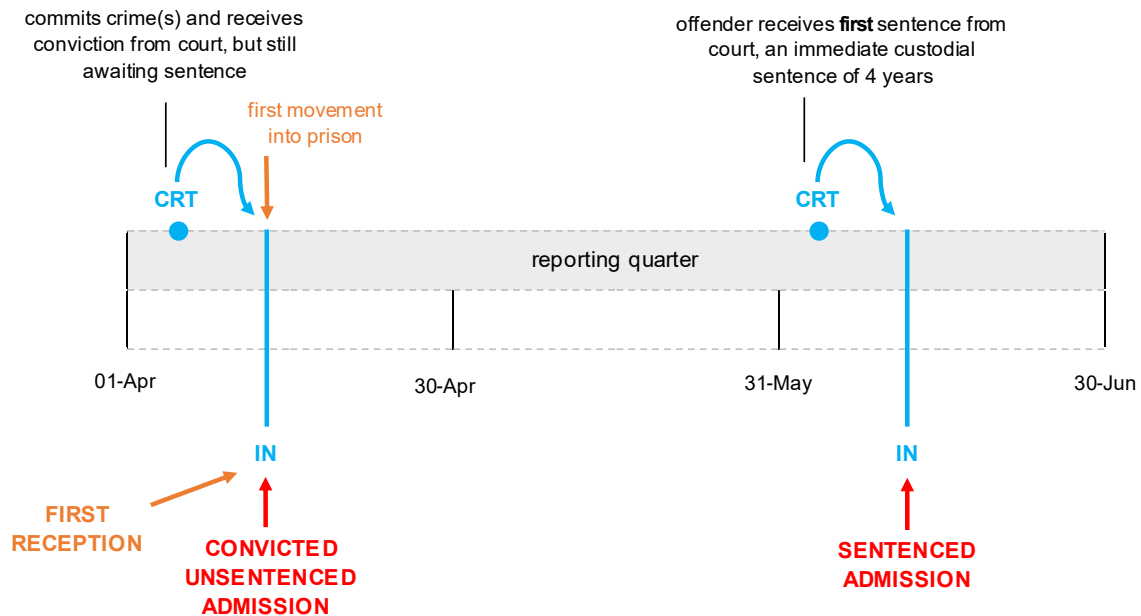 commits crime(s) and receives
conviction from court, but still
awaiting sentence
offender receives first sentence from
court, an immediate custodial
sentence of 4 years
first movement
into prison
CRT
CRT
reporting quarter
01-Apr
30-Apr
31-May
30-Jun
IN
IN
FIRST
RECEPTION
CONVICTED
UNSENTENCED
ADMISSION
SENTENCED
ADMISSION